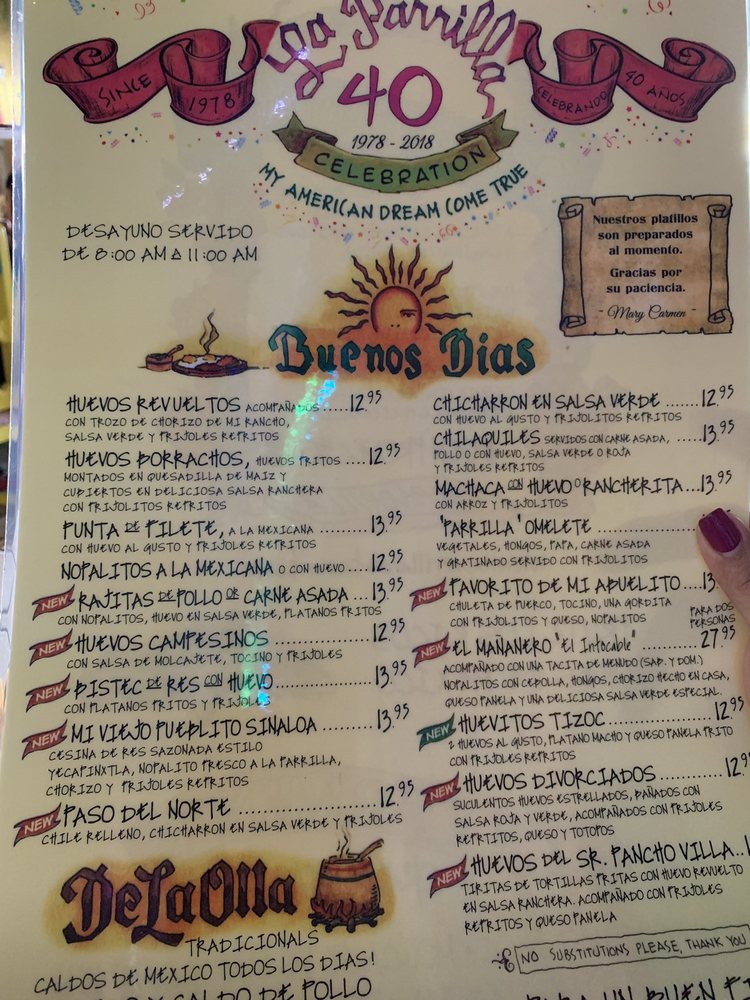 La Parrilla
SINCE 1978
40
CELEBRANDO 40 AÑOS
1978 - 2018
CELEBRATION
MY AMERICAN DREAM COME TRUE
DESAYUNO SERVIDO
DE 8:00 AM A 11:00 AM
Nuestros platillos
son preparados
al momento.
Gracias por
su paciencia.
- Mary Carmen -
Buenos Dias
HUEVOS REVUELTOS ACOMPAÑADOS ......12.95
CON TROZO DE CHORIZO DE MI RANCHO,
SALSA VERDE Y FRIJOLES REFRITOS
HUEVOS BORRACHOS, HUEVOS FRITOS ....12.95
MONTADOS EN QUESADILLA DE MAIZ Y
CUBIERTOS EN DELICIOSA SALSA RANCHERA
CON FRIJOLITOS REFRITOS
PUNTA DE FILETE, A LA MEXICANA ........13.95
CON HUEVO AL GUSTO Y FRIJOLES REFRITOS
NOPALITOS A LA MEXICANA O CON HUEVO ....12.95
NEW RAJITAS DE POLLO OR CARNE ASADA ...13.95
CON NOPALITOS, HUEVO EN SALSA VERDE, PLATANOS FRITOS
NEW HUEVOS CAMPESINOS ..............12.95
CON SALSA DE MOLCAJETE, TOCINO Y FRIJOLES
NEW BISTEC DE RES CON HUEVO..............13.95
CON PLATANOS FRITOS Y FRIJOLES
NEW MI VIEJO PUEBLITO SINALOA .........13.95
CESINA DE RES SAZONADA ESTILO
YECAPINXTLA, NOPALITO FRESCO A LA PARRILLA,
CHORIZO Y FRIJOLES REFRITOS
NEW PASO DEL NORTE .....................12.95
CHILE RELLENO, CHICHARRON EN SALSA VERDE Y FRIJOLES
De La Olla
TRADICIONALS
CALDOS DE MEXICO TODOS LOS DIAS!
Y CALDO DE POLLO
CHICHARRON EN SALSA VERDE ......12.95
CON HUEVO AL GUSTO Y FRIJOLITOS REFRITOS
CHILAQUILES SERVIDOS CON CARNE ASADA, .....13.95
POLLO O CON HUEVO, SALSA VERDE O ROJA
Y FRIJOLES REFRITOS
MACHACA CON HUEVO O RANCHERITA...13.95
CON ARROZ Y FRIJOLITOS
"PARRILLA" OMELETE ..................
VEGETALES, HONGOS, PAPA, CARNE ASADA
Y GRATINADO SERVIDO CON FRIJOLITOS
NEW FAVORITO DE MI ABUELITO....13.
CHULETA DE PUERCO, TOCINO, UNA GORDITA
CON FRIJOLITOS Y QUESO, NOPALITOS
PARA DOS
PERSONAS
NEW EL MAÑANERO "El Intocable" ..........27.95
ACOMPAÑADO CON UNA TACITA DE MENUDO (SAB. Y DOM.)
NOPALITOS CON CEBOLLA, HONGOS, CHORIZO HECHO EN CASA,
QUESO PANELA Y UNA DELICIOSA SALSA VERDE ESPECIAL.
NEW HUEVITOS TIZOC...................12.95
2 HUEVOS AL GUSTO, PLATANO MACHO Y QUESO PANELA FRITO
CON FRIJOLES REFRITOS
NEW HUEVOS DIVORCIADOS ............12.9
SUCULENTOS HUEVOS ESTRELLADOS, BAÑADOS CON
SALSA ROJA Y VERDE, ACOMPAÑADOS CON FRIJOLES
REFRTITOS, QUESO Y TOTOPOS
NEW HUEVOS DEL SR. PANCHO VILLA..1
TIRITAS DE TORTILLAS FRITAS CON HUEVO REVUELTO
EN SALSA RANCHERA. ACOMPAÑADO CON FRIJOLES
REFRITOS Y QUESO PANELA
NO SUBSTITUTIONS PLEASE, THANK YOU
UN BUEN